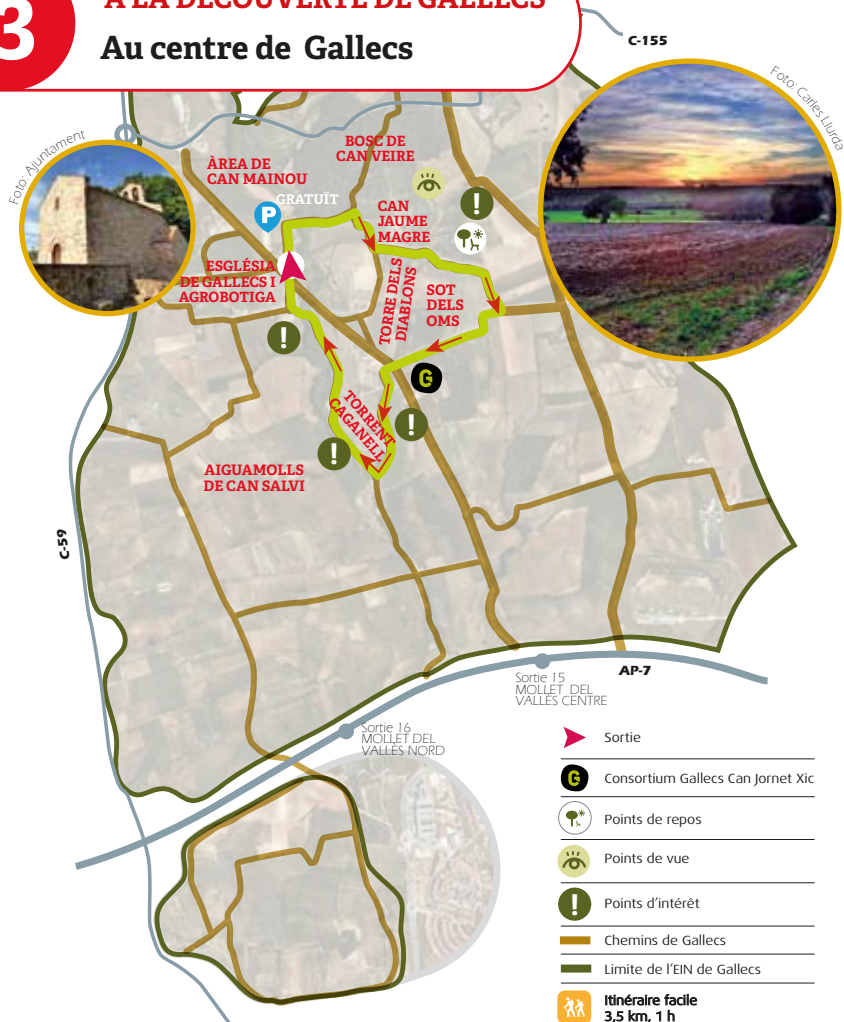 3
À LA DÉCOUVERTE DE GALLECS
Au centre de Gallecs
C-155
Foto: Ajuntament
Foto: Carles Llurda
BOSC DE
CAN VEIRE
ÀREA DE
CAN MAINOU
GRATUÏT
P
CAN
JAUME
MAGRE
ESGLÉSIA
DE GALLECS I
AGROBOTIGA
TORRE DELS
DIABLONS
SOT
DELS
OMS
G
TORRENT
CAGANELL
AIGUAMOLLS
DE CAN SALVI
C-59
AP-7
Sortie 15
MOLLET DEL
VALLÈS CENTRE
Sortie 16
MOLLET DEL
VALLÈS NORD
Sortie
G Consortium Gallecs Can Jornet Xic
Points de repos
Points de vue
! Points d'intérêt
Chemins de Gallecs
Limite de l'EIN de Gallecs
Itinéraire facile
3,5 km, 1 h